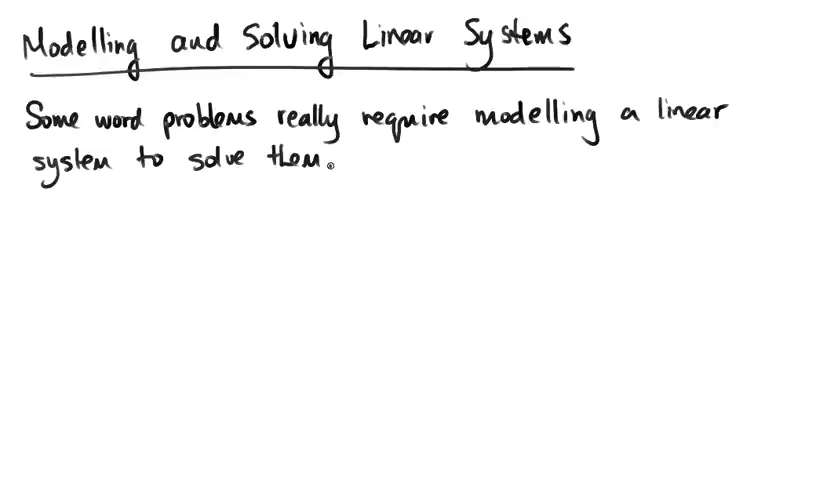 Modelling and Solving Linear Systems
Some word problems really require modelling a linear
system to solve them.